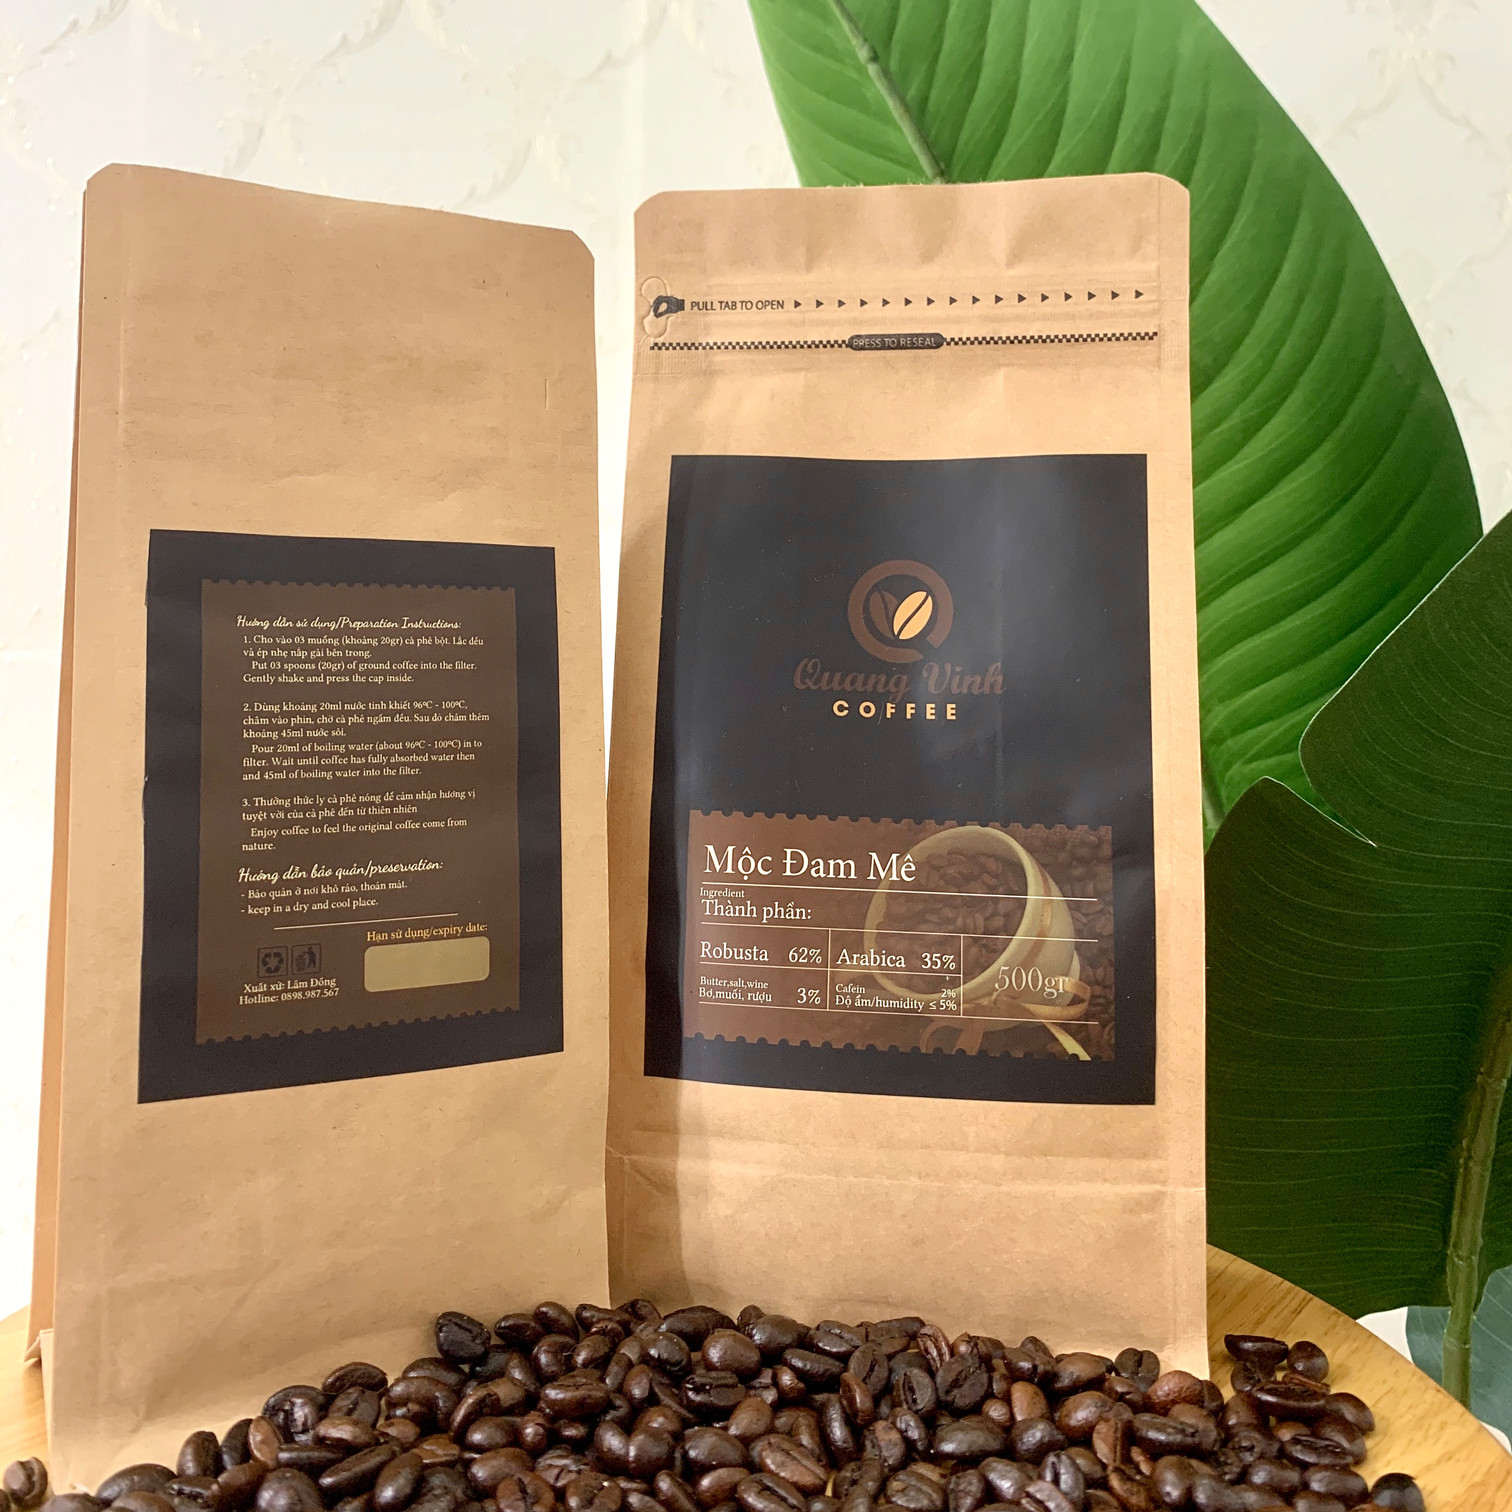 Hướng dẫn sử dụng/Preparation Instructions:
1. Cho vào 03 muỗng (khoảng 20gr) cà phê bột. Lắc đều
và ép nhẹ nắp gài bên trong.
Put 03 spoons (20gr) of ground coffee into the filter.
Gently shake and press the cap inside.
2. Dùng khoảng 20ml nước tinh khiết 96ºC - 100ºC,
châm vào phin, chờ cà phê ngấm đều. Sau đó châm thêm
khoảng 45ml nước sôi.
Pour 20ml of boiling water (about 96ºC - 100ºC) in to
filter. Wait until coffee has fully absorbed water then
and 45ml of boiling water into the filter.
3. Thưởng thức ly cà phê nóng để cảm nhận hương vị
tuyệt vời của cà phê đến từ thiên nhiên
Enjoy coffee to feel the original coffee come from
nature.
Hướng dẫn bảo quản/preservation:
- Bảo quản ở nơi khô ráo, thoán mát.
- keep in a dry and cool place.
Hạn sử dụng/expiry date:
Xuất xứ: Lâm Đồng
Hotline: 0898.987.567
PULL TAB TO OPEN
PRESS TO RESEAL
Quang Vinh
COFFEE
Mộc Đam Mê
Ingredient
Thành phần:
Robusta 62% Arabica 35%
500gr
Butter,salt,wine
Bơ,muối, rượu 3%
Cafein 2%
Độ ẩm/humidity ≤ 5%